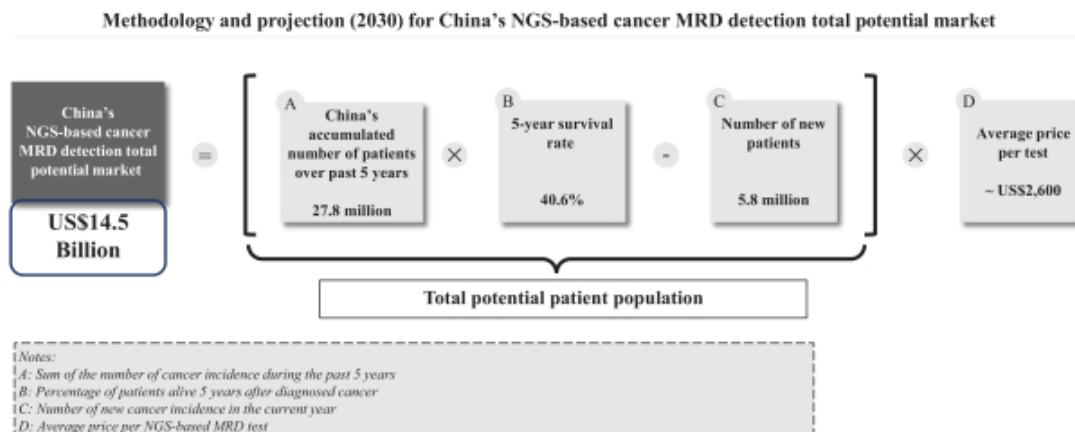 Methodology and projection (2030) for China's NGS-based cancer MRD detection total potential market
China's
NGS-based cancer
MRD detection total
potential market
US$14.5
Billion
=
A
China's
accumulated
number of patients
over past 5 years
27.8 million
×
B
5-year survival
rate
40.6%
-
C
Number of new
patients
5.8 million
×
D
Average price
per test
~ US$2,600
Total potential patient population
Notes:
A: Sum of the number of cancer incidence during the past 5 years
B: Percentage of patients alive 5 years after diagnosed cancer
C: Number of new cancer incidence in the current year
D: Average price per NGS-based MRD test